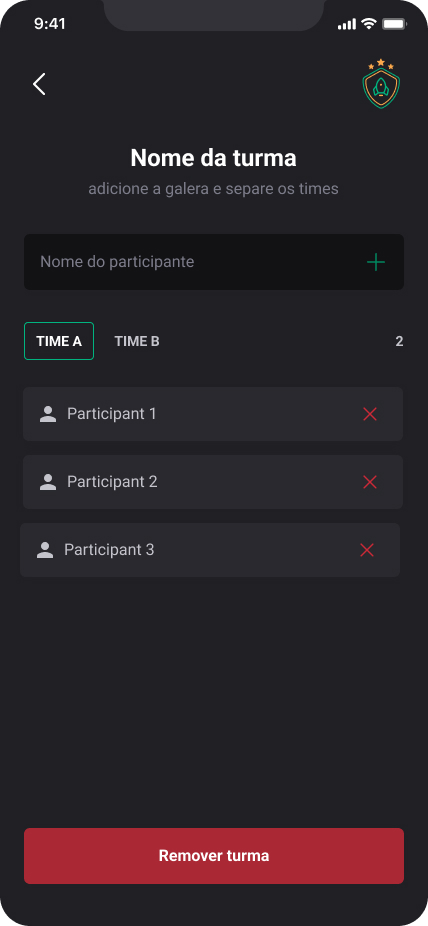 9:41
Nome da turma
adicione a galera e separe os times
Nome do participante
TIME A TIME B 2
Participant 1
Participant 2
Participant 3
Remover turma